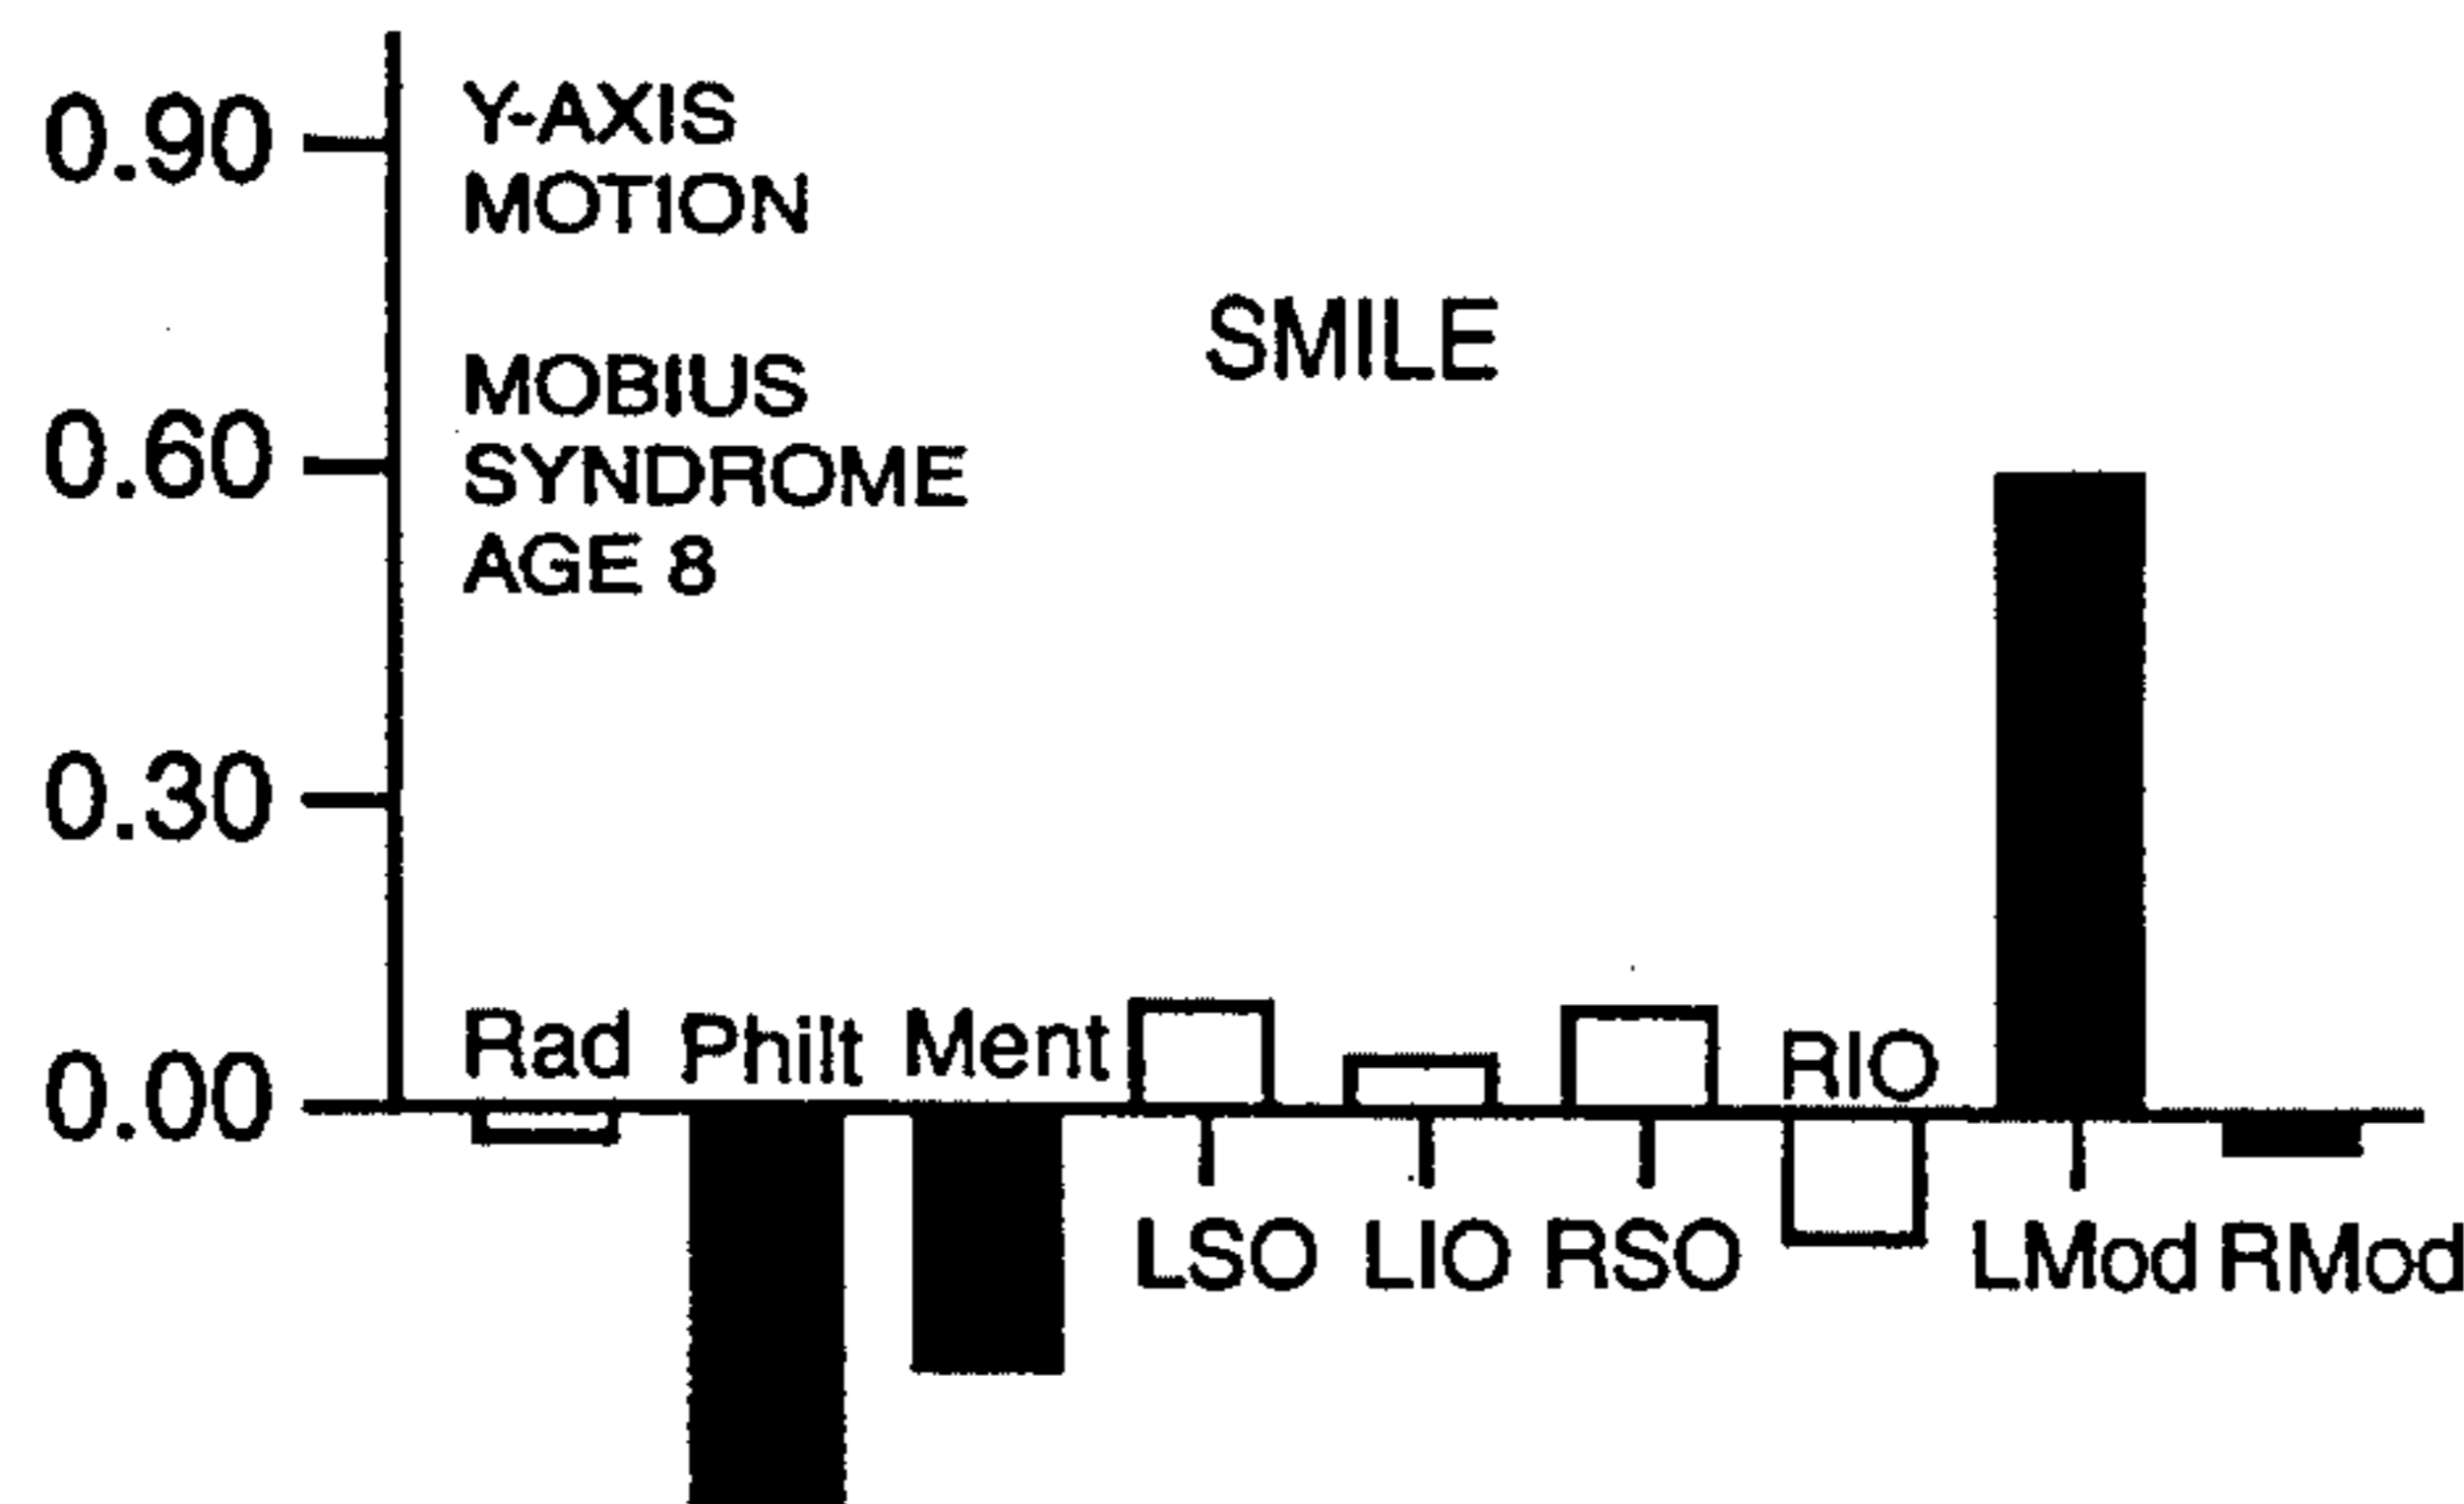 0.90
Y-AXIS
MOTION
SMILE
MOBIUS
0.60
SYNDROME
AGE 8
0.30
0.00
Rad Philt Ment RIO
LSO LIO RSO LMod RMod